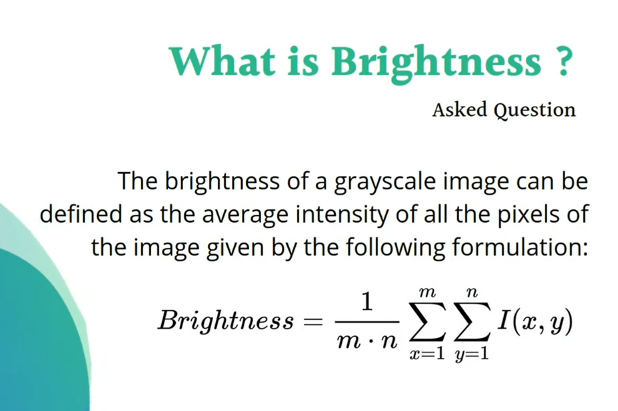 What is Brightness ?
Asked Question
The brightness of a grayscale image can be
defined as the average intensity of all the pixels of
the image given by the following formulation:
Brightness = \frac{1}{m \cdot n} \sum_{x=1}^{m} \sum_{y=1}^{n} I(x, y)